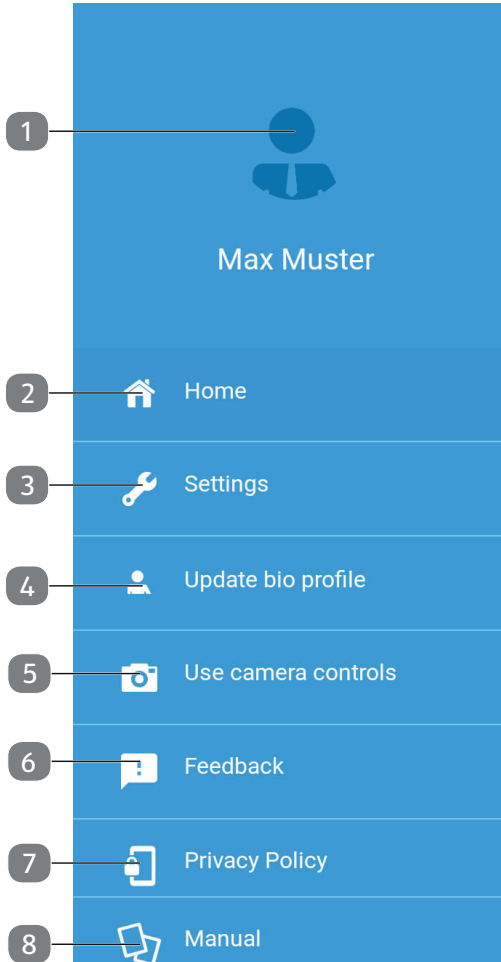 1
Max Muster
2 Home
3 Settings
4 Update bio profile
5 Use camera controls
6 Feedback
7 Privacy Policy
8 Manual